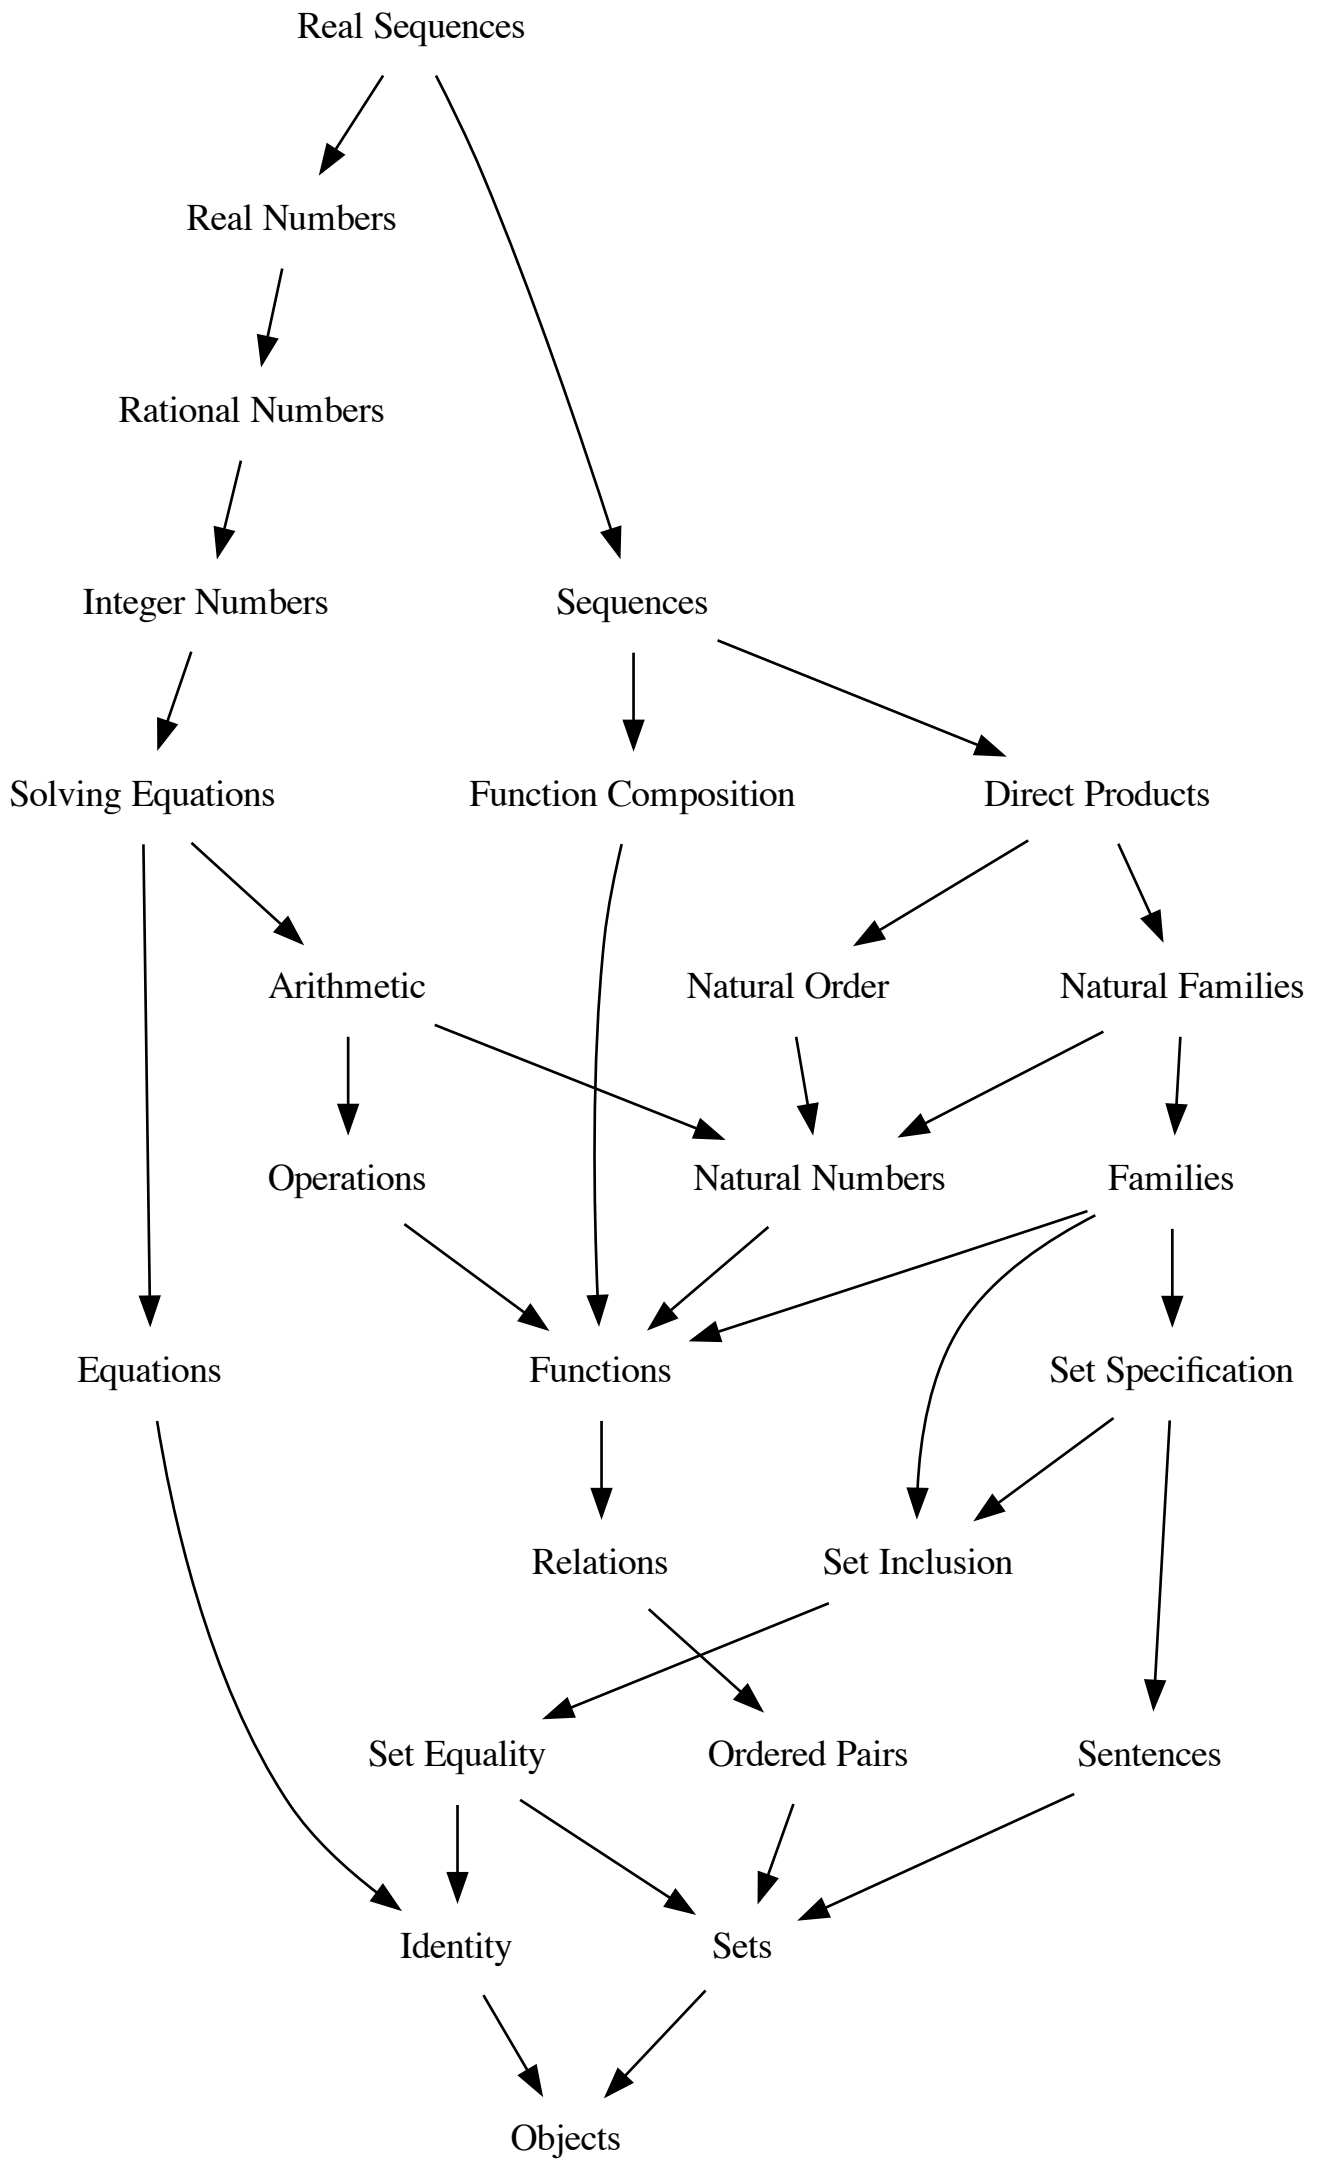 Real Sequences
Real Numbers
Rational Numbers
Integer Numbers
Sequences
Solving Equations
Function Composition
Direct Products
Arithmetic
Natural Order
Natural Families
Operations
Natural Numbers
Families
Equations
Functions
Set Specification
Relations
Set Inclusion
Set Equality
Ordered Pairs
Sentences
Identity
Sets
Objects